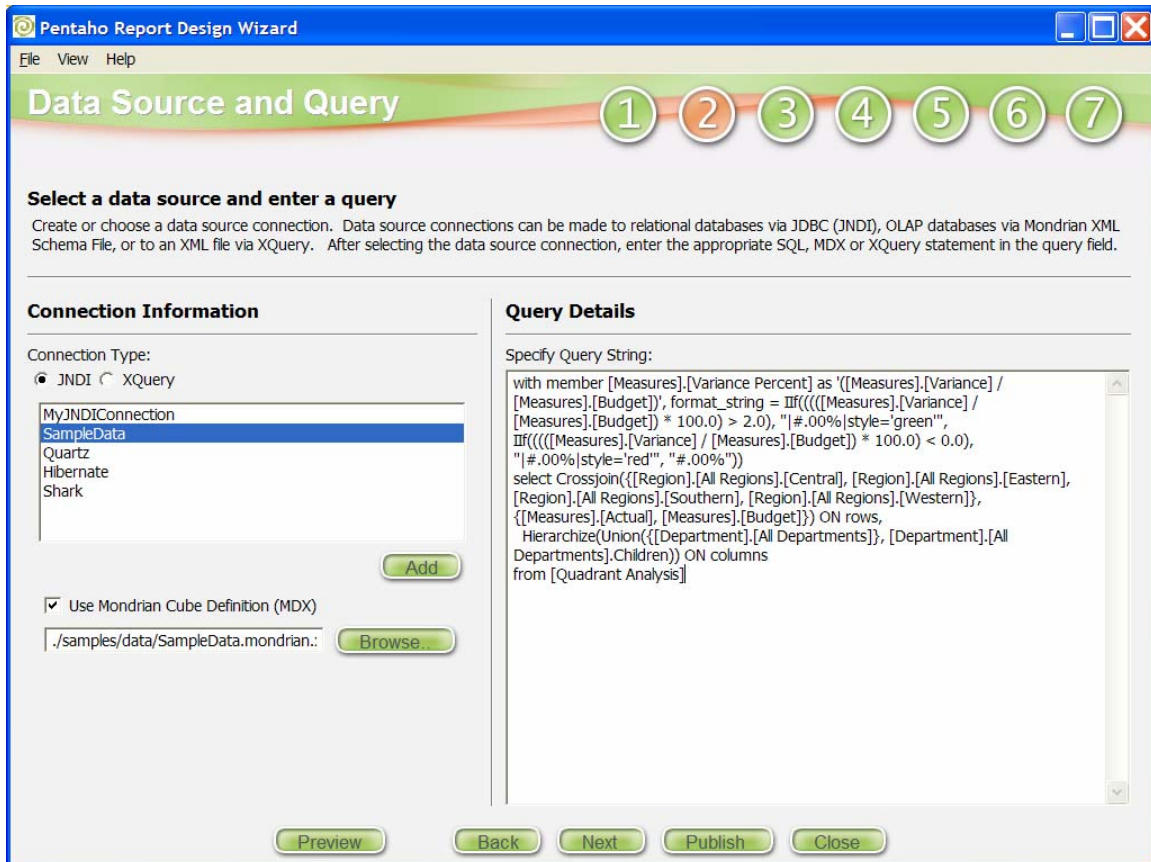 Pentaho Report Design Wizard
File View Help
Data Source and Query
1 2 3 4 5 6 7
Select a data source and enter a query
Create or choose a data source connection. Data source connections can be made to relational databases via JDBC (JNDI), OLAP databases via Mondrian XML
Schema File, or to an XML file via XQuery. After selecting the data source connection, enter the appropriate SQL, MDX or XQuery statement in the query field.
Connection Information
Connection Type:
JNDI XQuery
MyJNDIConnection
SampleData
Quartz
Hibernate
Shark
Add
Use Mondrian Cube Definition (MDX)
./samples/data/SampleData.mondrian.:
Browse..
Query Details
Specify Query String:
with member [Measures].[Variance Percent] as '([Measures].[Variance] /
[Measures].[Budget])', format_string = IIf(((([Measures].[Variance] /
[Measures].[Budget]) * 100.0) > 2.0), "|#.00%|style='green'",
IIf(((([Measures].[Variance] / [Measures].[Budget]) * 100.0) < 0.0),
"|#.00%|style='red'", "#.00%"))
select Crossjoin({[Region].[All Regions].[Central], [Region].[All Regions].[Eastern],
[Region].[All Regions].[Southern], [Region].[All Regions].[Western]},
{[Measures].[Actual], [Measures].[Budget]}) ON rows,
Hierarchize(Union({[Department].[All Departments]}, [Department].[All
Departments].Children)) ON columns
from [Quadrant Analysis]
Preview Back Next Publish Close